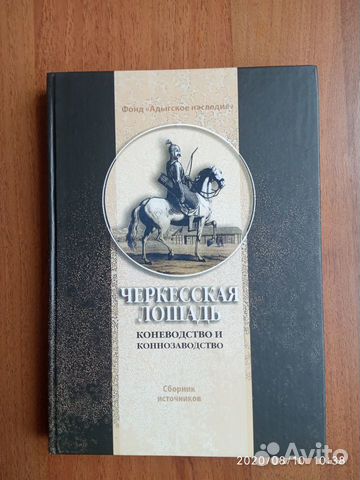 Фонд «Адыгское наследие»
ЧЕРКЕССКАЯ
ЛОШАДЬ
КОНЕВОДСТВО И
КОННОЗАВОДСТВО
Сборник
источников
Avito
2020/08/10 10:38